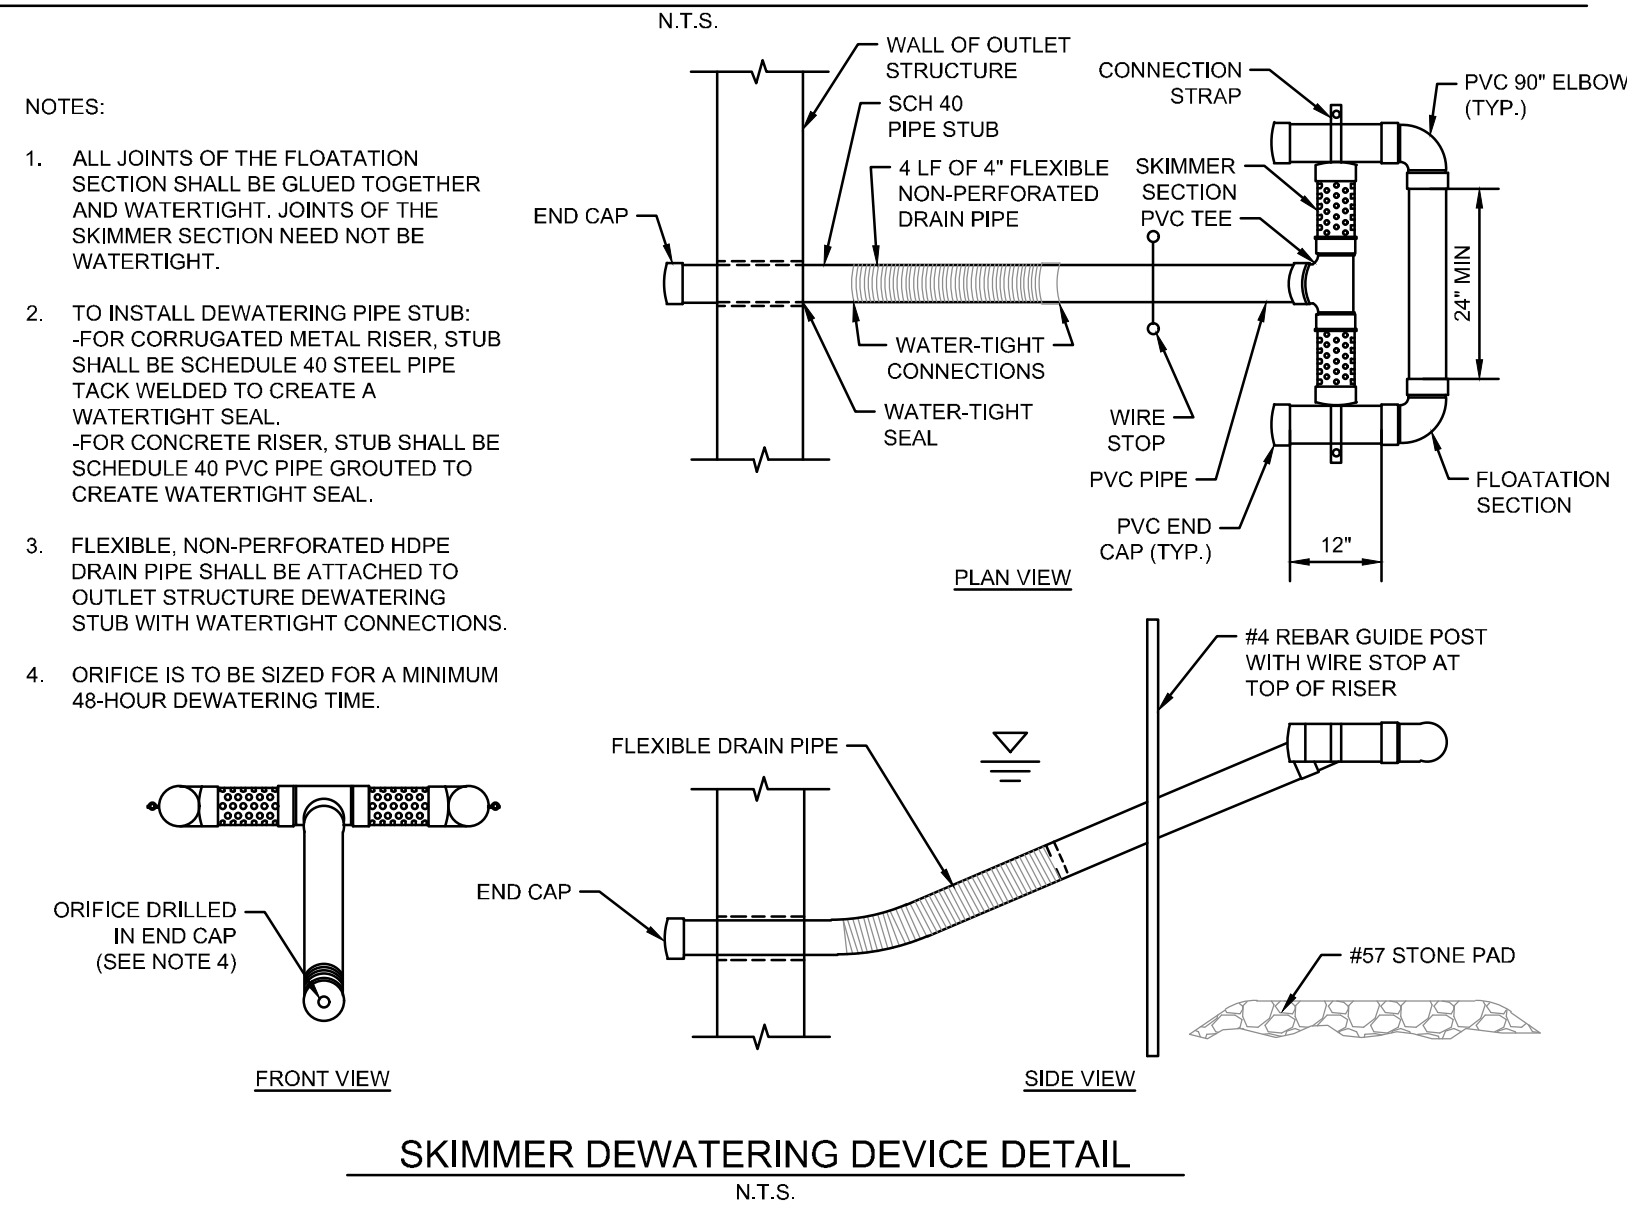 N.T.S.
NOTES:
1. ALL JOINTS OF THE FLOATATION
SECTION SHALL BE GLUED TOGETHER
AND WATERTIGHT. JOINTS OF THE
SKIMMER SECTION NEED NOT BE
WATERTIGHT.
2. TO INSTALL DEWATERING PIPE STUB:
-FOR CORRUGATED METAL RISER, STUB
SHALL BE SCHEDULE 40 STEEL PIPE
TACK WELDED TO CREATE A
WATERTIGHT SEAL.
-FOR CONCRETE RISER, STUB SHALL BE
SCHEDULE 40 PVC PIPE GROUTED TO
CREATE WATERTIGHT SEAL.
3. FLEXIBLE, NON-PERFORATED HDPE
DRAIN PIPE SHALL BE ATTACHED TO
OUTLET STRUCTURE DEWATERING
STUB WITH WATERTIGHT CONNECTIONS.
4. ORIFICE IS TO BE SIZED FOR A MINIMUM
48-HOUR DEWATERING TIME.
WALL OF OUTLET
STRUCTURE
SCH 40
PIPE STUB
4 LF OF 4" FLEXIBLE
NON-PERFORATED
DRAIN PIPE
END CAP
CONNECTION
STRAP
PVC 90" ELBOW
(TYP.)
SKIMMER
SECTION
PVC TEE
24" MIN
WATER-TIGHT
CONNECTIONS
WATER-TIGHT
SEAL
WIRE
STOP
PVC PIPE
PVC END
CAP (TYP.)
12"
FLOATATION
SECTION
PLAN VIEW
#4 REBAR GUIDE POST
WITH WIRE STOP AT
TOP OF RISER
FLEXIBLE DRAIN PIPE
END CAP
#57 STONE PAD
SIDE VIEW
ORIFICE DRILLED
IN END CAP
(SEE NOTE 4)
FRONT VIEW
SKIMMER DEWATERING DEVICE DETAIL
N.T.S.